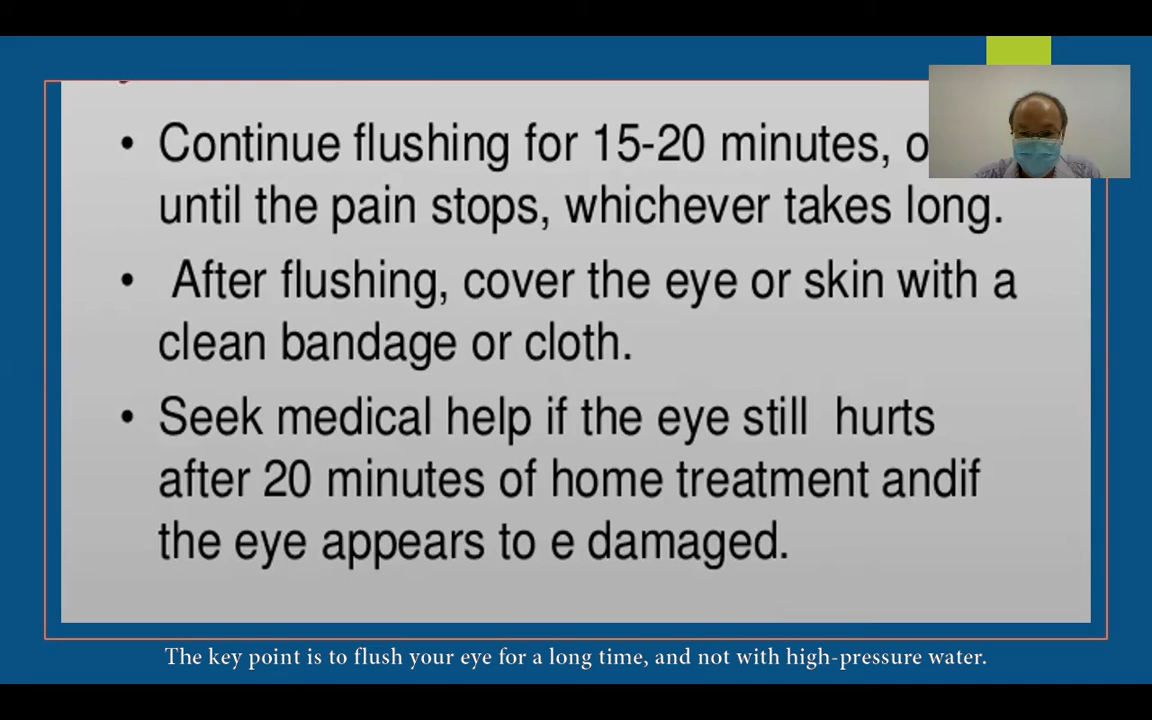 • Continue flushing for 15-20 minutes,
until the pain stops, whichever takes long.
• After flushing, cover the eye or skin with a
clean bandage or cloth.
• Seek medical help if the eye still hurts
after 20 minutes of home treatment andif
the eye appears to e damaged.
The key point is to flush your eye for a long time, and not with high-pressure water.